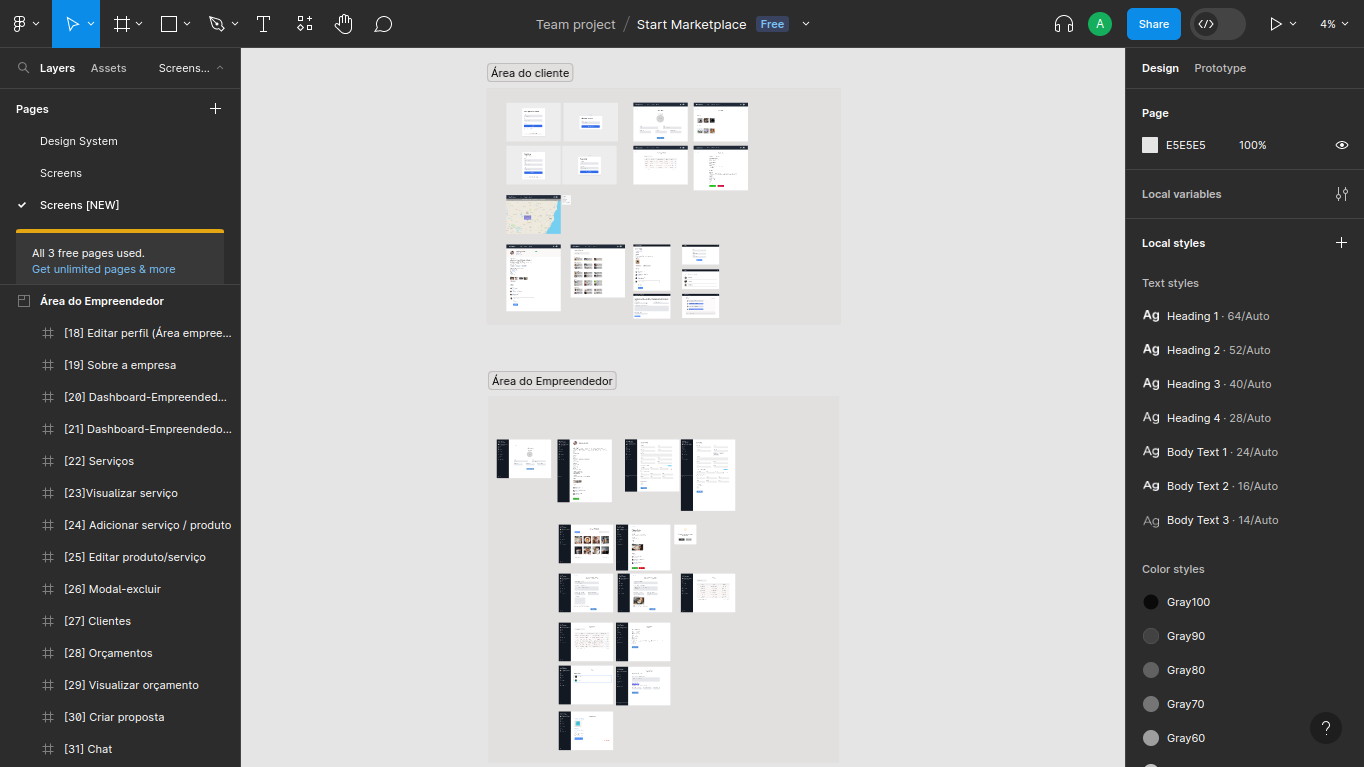 Team project / Start Marketplace Free
A
Share
4%
Layers Assets Screens...
Design Prototype
Pages
Design System
Screens
Screens [NEW]
All 3 free pages used.
Get unlimited pages & more
Área do Empreendedor
[18] Editar perfil (Área empree...
[19] Sobre a empresa
[20] Dashboard-Empreended...
[21] Dashboard-Empreendedo...
[22] Serviços
[23]Visualizar serviço
[24] Adicionar serviço / produto
[25] Editar produto/serviço
[26] Modal-excluir
[27] Clientes
[28] Orçamentos
[29] Visualizar orçamento
[30] Criar proposta
[31] Chat
Área do cliente
Área do Empreendedor
Page
E5E5E5 100%
Local variables
Local styles
Text styles
Ag Heading 1 · 64/Auto
Ag Heading 2 · 52/Auto
Ag Heading 3 · 40/Auto
Ag Heading 4 · 28/Auto
Ag Body Text 1 · 24/Auto
Ag Body Text 2 · 16/Auto
Ag Body Text 3 · 14/Auto
Color styles
Gray100
Gray90
Gray80
Gray70
Gray60
?